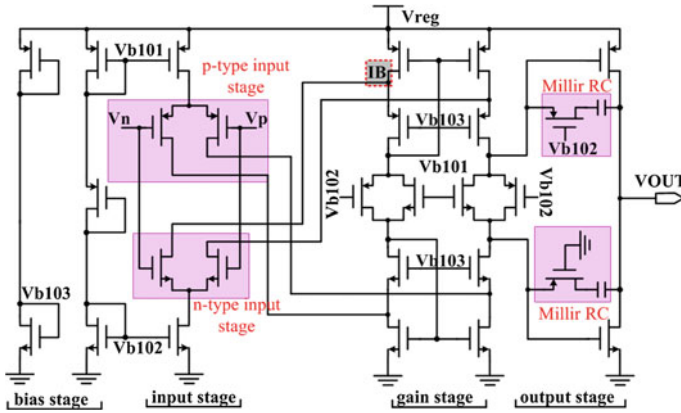 Vreg
Vb101
p-type input
stage
IB
Millir RC
Vn
Vp
Vb103
Vb102
Vb101
Vb102
Vb102
VOUT
Vb103
Vb103
n-type input
stage
Vb102
Millir RC
bias stage
input stage
gain stage
output stage